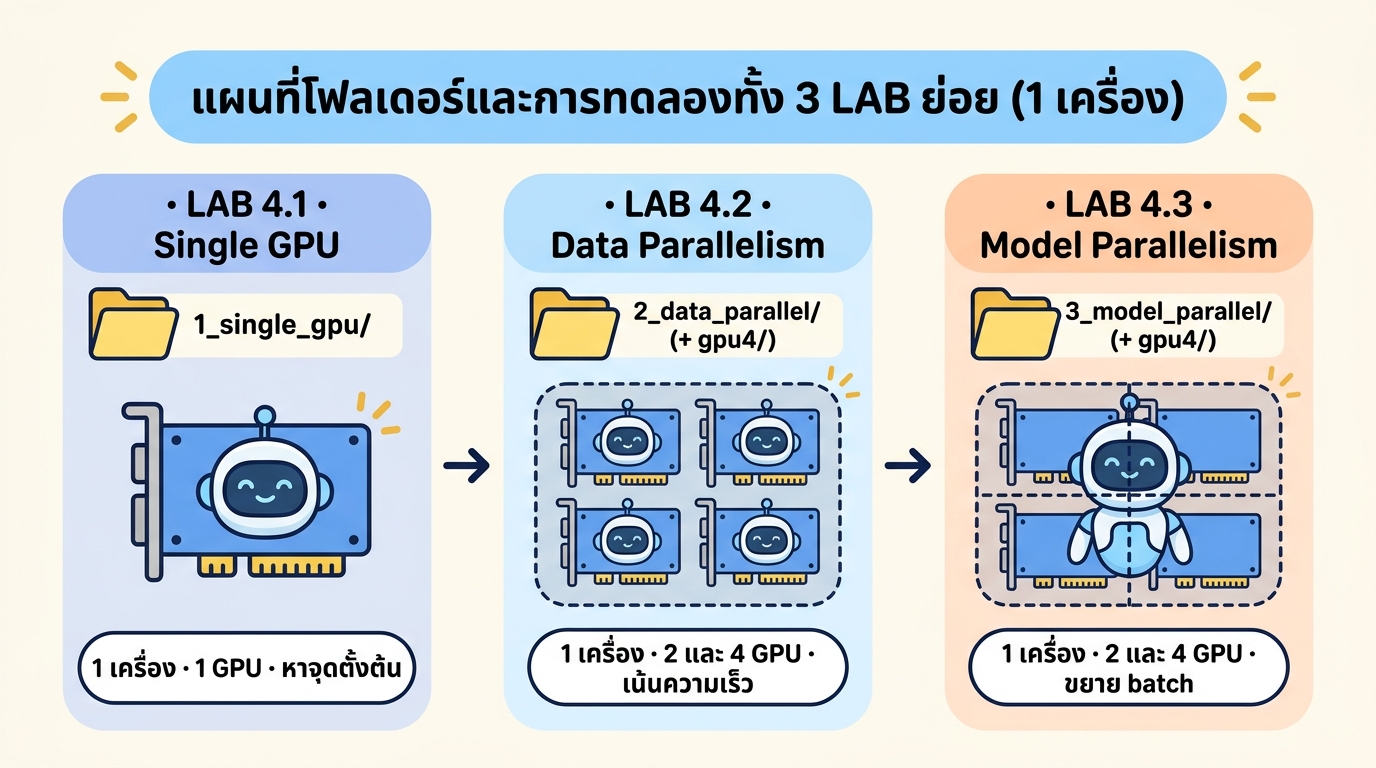 แผนที่โฟลเดอร์และการทดลองทั้ง 3 LAB ย่อย (1 เครื่อง)
· LAB 4.1 ·
Single GPU
1_single_gpu/
1 เครื่อง · 1 GPU · หาจุดตั้งต้น
· LAB 4.2 ·
Data Parallelism
2_data_parallel/
(+ gpu4/)
1 เครื่อง · 2 และ 4 GPU ·
เน้นความเร็ว
· LAB 4.3 ·
Model Parallelism
3_model_parallel/
(+ gpu4/)
1 เครื่อง · 2 และ 4 GPU ·
ขยาย batch